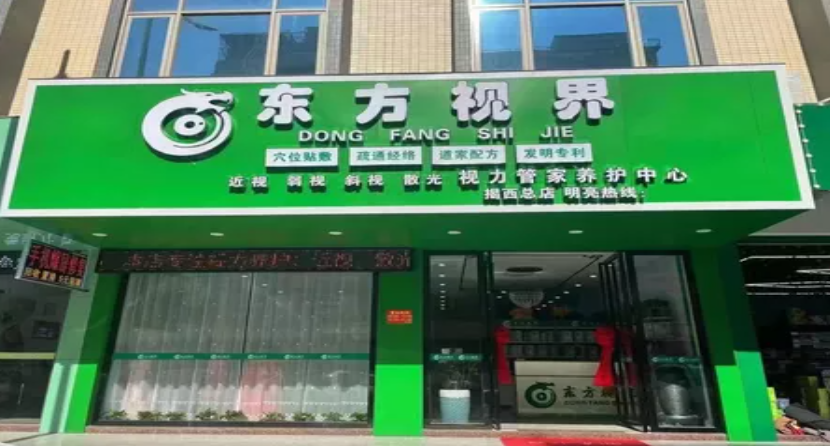 东方视界
DONG FANG SHI JIE
穴位贴敷 疏通经络 道家配方 发明专利
近视 弱视 斜视 散光 视力管家养护中心
揭西总店 明亮热线:
东方视界